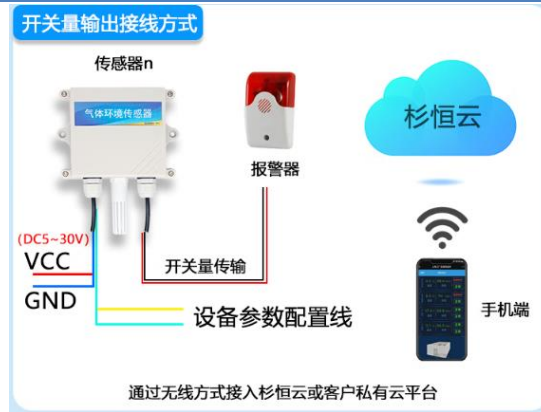 开关量输出接线方式
传感器n
气体环境传感器
报警器
杉恒云
(DC5~30V)
VCC
GND
开关量传输
设备参数配置线
手机端
通过无线方式接入杉恒云或客户私有云平台